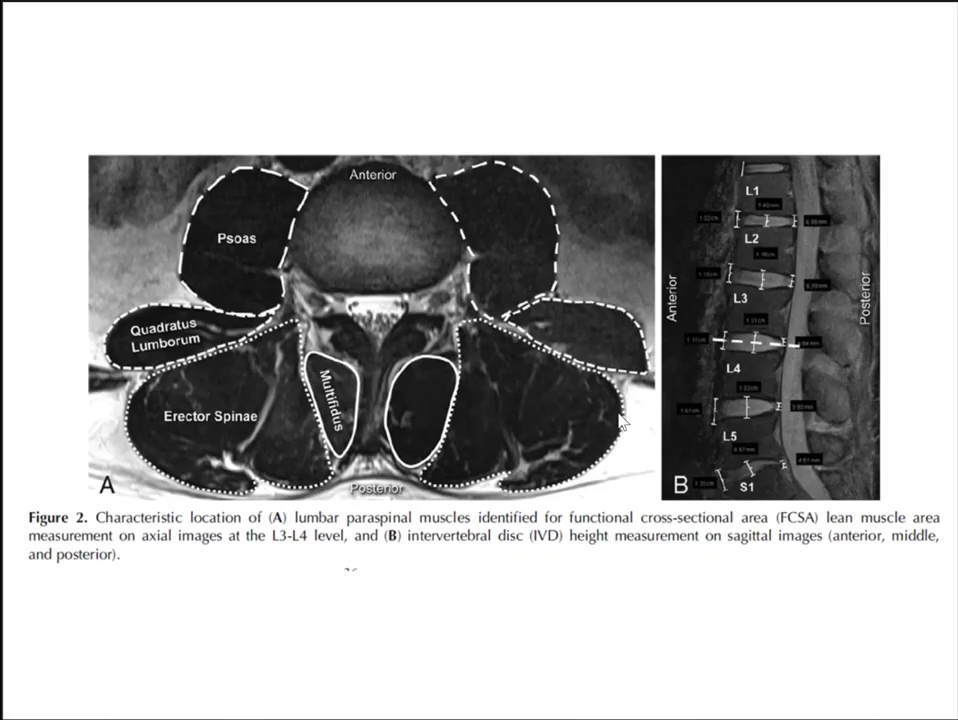 Anterior
Psoas
Quadratus
Lumborum
Erector Spinae
Multifidus
Posterior
A
L1
L2
L3
L4
L5
S1
Anterior
Posterior
B
Figure 2. Characteristic location of (A) lumbar paraspinal muscles identified for functional cross-sectional area (FCSA) lean muscle area
measurement on axial images at the L3-L4 level, and (B) intervertebral disc (IVD) height measurement on sagittal images (anterior, middle,
and posterior).